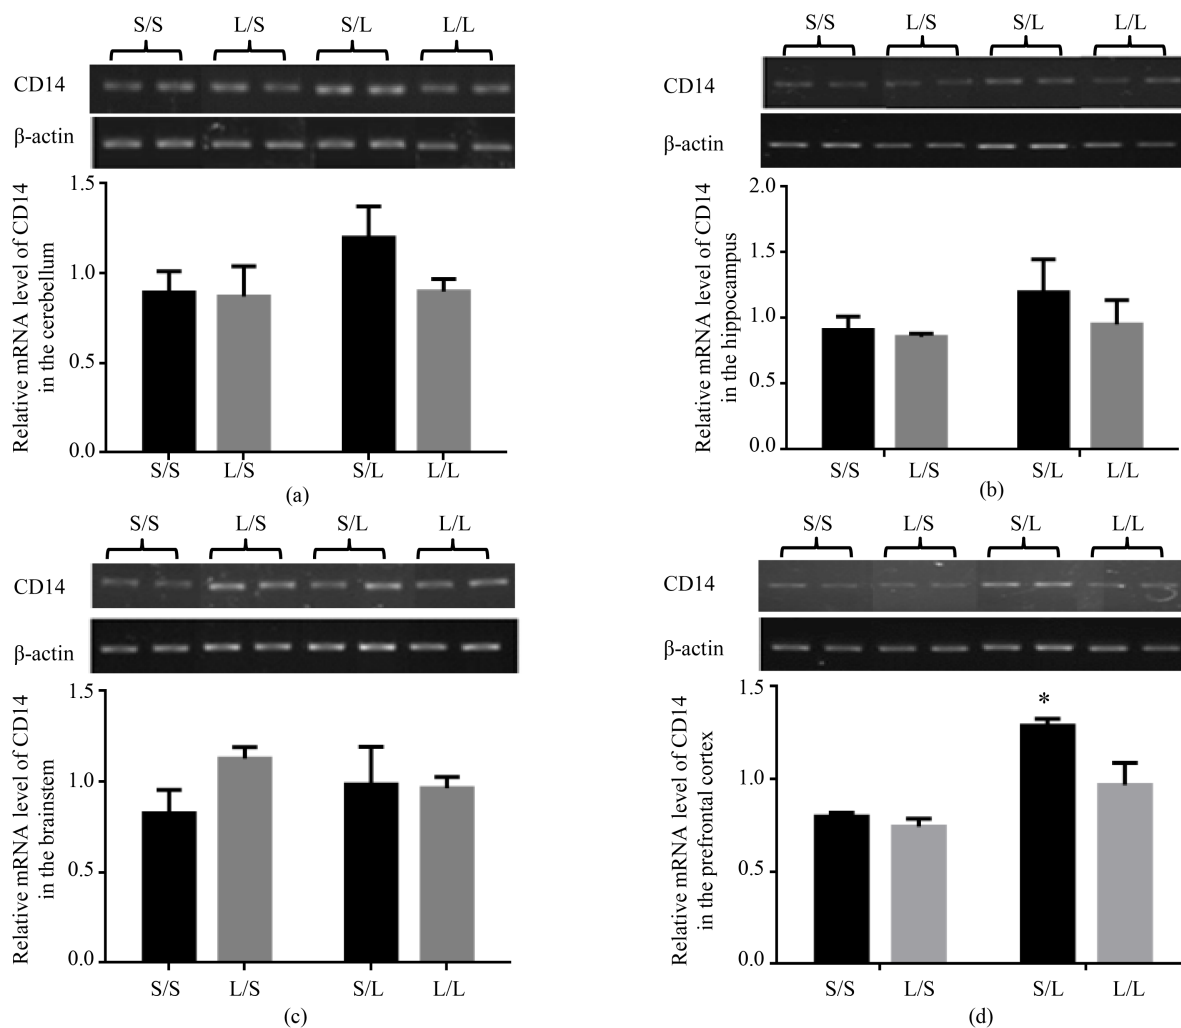 S/S L/S S/L L/L
CD14
β-actin
Relative mRNA level of CD14
in the cerebellum
1.5
1.0
0.5
0.0
S/S L/S S/L L/L
(a)
S/S L/S S/L L/L
CD14
β-actin
Relative mRNA level of CD14
in the hippocampus
2.0
1.5
1.0
0.5
0.0
S/S L/S S/L L/L
(b)
S/S L/S S/L L/L
CD14
β-actin
Relative mRNA level of CD14
in the brainstem
1.5
1.0
0.5
0.0
S/S L/S S/L L/L
(c)
S/S L/S S/L L/L
CD14
β-actin
Relative mRNA level of CD14
in the prefrontal cortex
1.5
1.0
0.5
0.0
*
S/S L/S S/L L/L
(d)